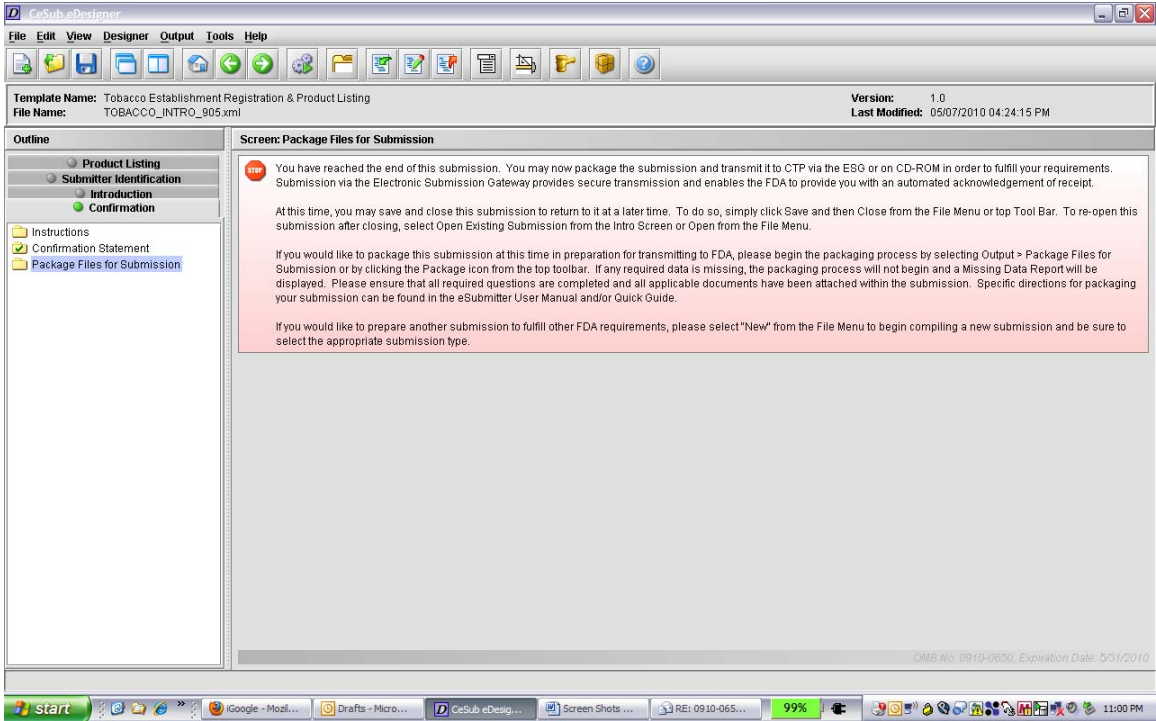 CeSub eDesigner
File Edit View Designer Output Tools Help
Template Name: Tobacco Establishment Registration & Product Listing
Version: 1.0
File Name: TOBACCO_INTRO_905.xml
Last Modified: 05/07/2010 04:24:15 PM
Outline
Screen: Package Files for Submission
Product Listing
Submitter Identification
Introduction
Confirmation
Instructions
Confirmation Statement
Package Files for Submission
STOP
You have reached the end of this submission. You may now package the submission and transmit it to CTP via the ESG or on CD-ROM in order to fulfill your requirements.
Submission via the Electronic Submission Gateway provides secure transmission and enables the FDA to provide you with an automated acknowledgement of receipt.
At this time, you may save and close this submission to return to it at a later time. To do so, simply click Save and then Close from the File Menu or top Tool Bar. To re-open this
submission after closing, select Open Existing Submission from the Intro Screen or Open from the File Menu.
If you would like to package this submission at this time in preparation for transmitting to FDA, please begin the packaging process by selecting Output > Package Files for
Submission or by clicking the Package icon from the top toolbar. If any required data is missing, the packaging process will not begin and a Missing Data Report will be
displayed. Please ensure that all required questions are completed and all applicable documents have been attached within the submission. Specific directions for packaging
your submission can be found in the eSubmitter User Manual and/or Quick Guide.
If you would like to prepare another submission to fulfill other FDA requirements, please select "New" from the File Menu to begin compiling a new submission and be sure to
select the appropriate submission type.
OMB No. 0910-0650, Expiration Date: 5/31/2010
start
iGoogle - Mozil...
Drafts - Micro...
CeSub eDesig...
Screen Shots ...
RE: 0910-065...
99%
11:00 PM